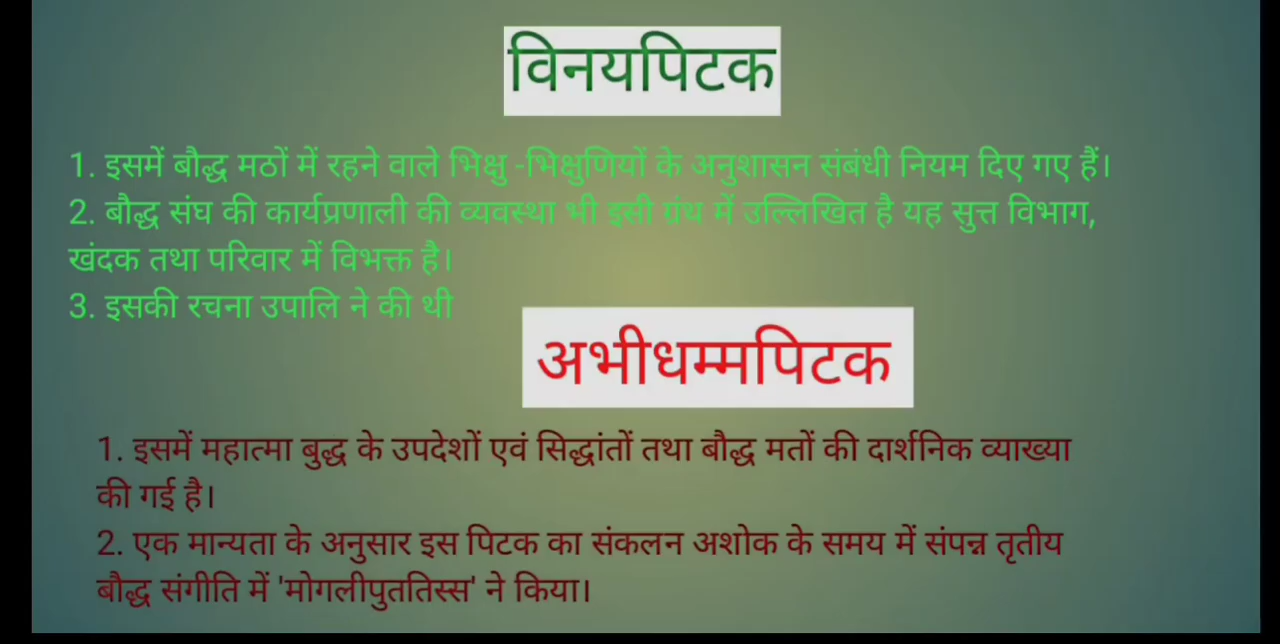 विनयपिटक
1. इसमें बौद्ध मठों में रहने वाले भिक्षु -भिक्षुणियों के अनुशासन संबंधी नियम दिए गए हैं।
2. बौद्ध संघ की कार्यप्रणाली की व्यवस्था भी इसी ग्रंथ में उल्लिखित है यह सुत्त विभाग,
खंदक तथा परिवार में विभक्त है।
3. इसकी रचना उपालि ने की थी
अभीधम्मपिटक
1. इसमें महात्मा बुद्ध के उपदेशों एवं सिद्धांतों तथा बौद्ध मतों की दार्शनिक व्याख्या
की गई है।
2. एक मान्यता के अनुसार इस पिटक का संकलन अशोक के समय में संपन्न तृतीय
बौद्ध संगीति में 'मोगलीपुततिस्स' ने किया।